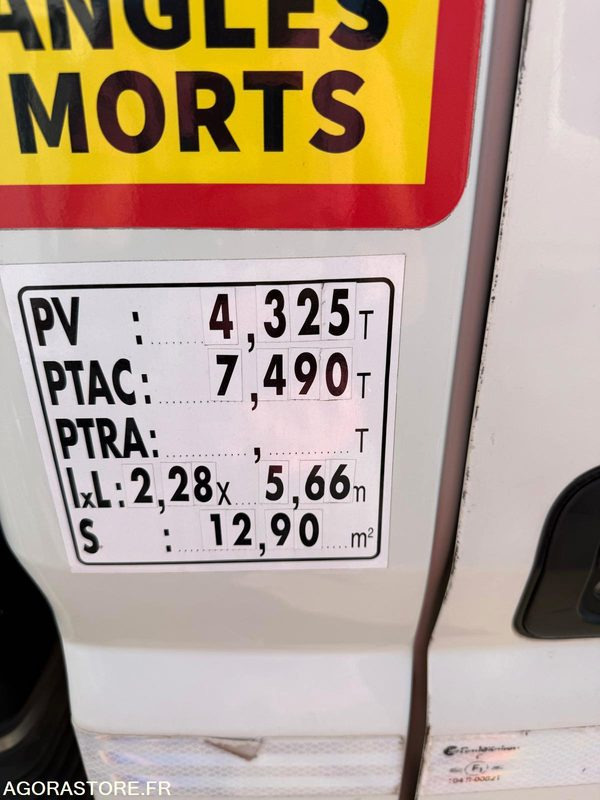 ANGLES
MORTS
PV : 4,325 T
PTAC: 7,490 T
PTRA: , T
lxL: 2,28 x 5,66 m
S : 12,90 m²
E1
AGORASTORE.FR